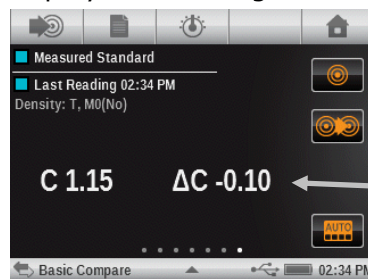 Measured Standard
Last Reading 02:34 PM
Density: T, M0(No)
C 1.15 ΔC -0.10
AUTO
Basic Compare 02:34 PM